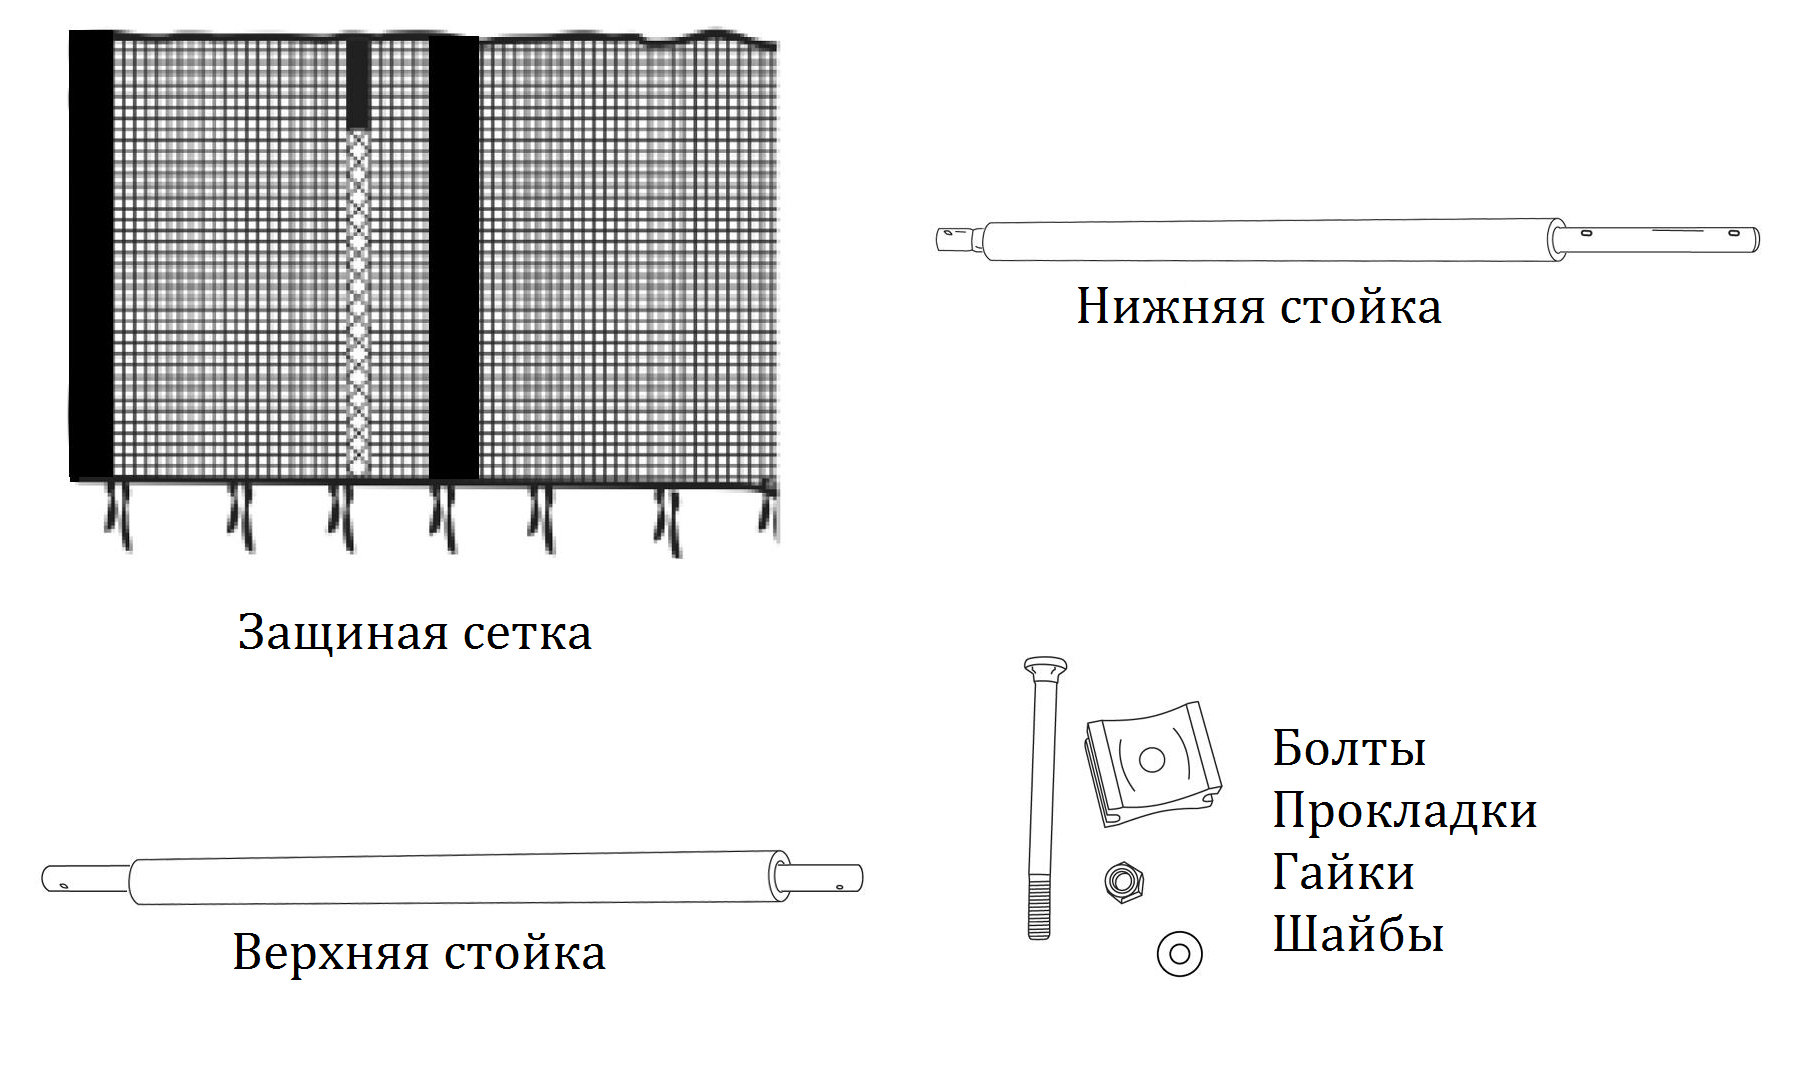 Нижняя стойка
Защиная сетка
Болты
Прокладки
Гайки
Шайбы
Верхняя стойка